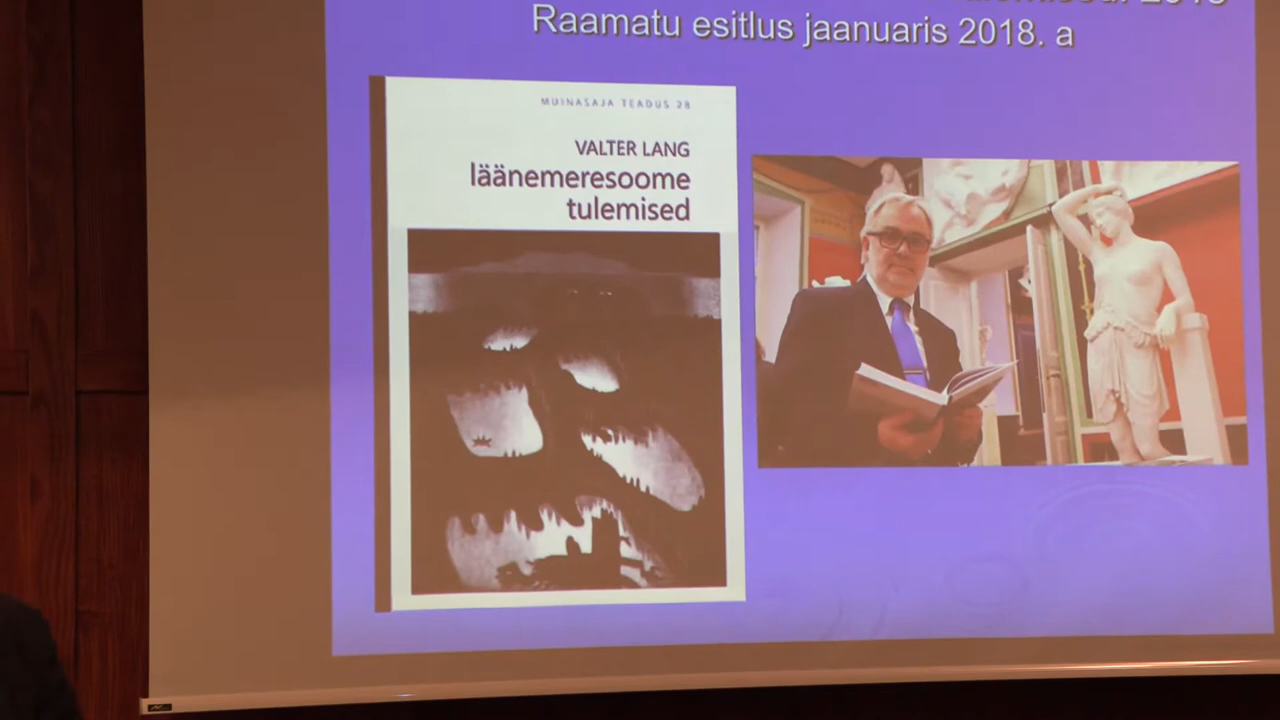 Raamatu esitlus jaanuaris 2018. a
MUINASAJA TEADUS 28
VALTER LANG
läänemeresoome
tulemised